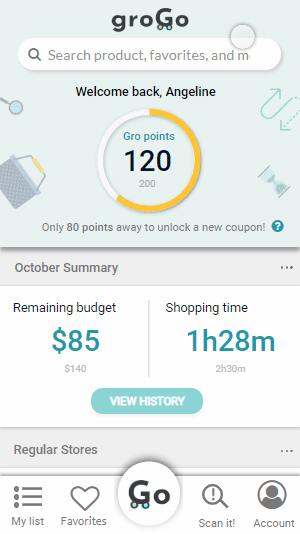 groGo
Search product, favorites, and m
Welcome back, Angeline
Gro points
120
200
Only 80 points away to unlock a new coupon! ?
October Summary
Remaining budget
Shopping time
$85
1h28m
$140
2h30m
VIEW HISTORY
Regular Stores
Go
My list
Favorites
Scan it!
Account